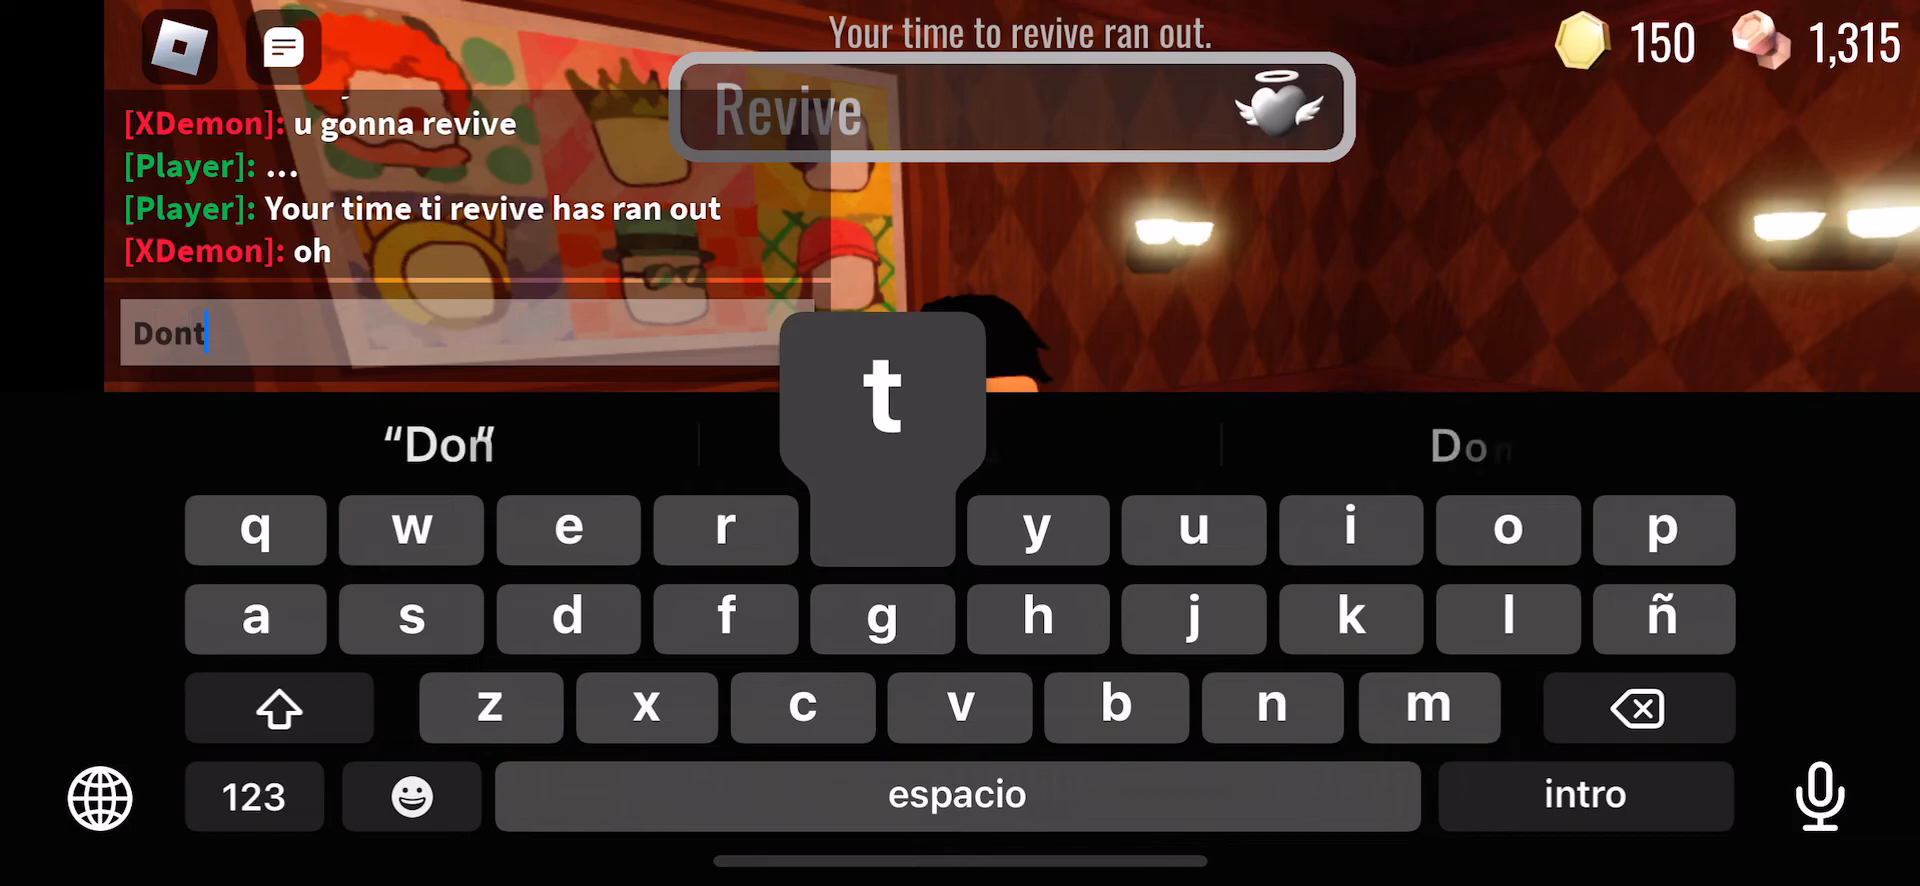 Your time to revive ran out.
150
1,315
Revive
[XDemon]: u gonna revive
[Player]: ...
[Player]: Your time ti revive has ran out
[XDemon]: oh
Dont
t
“Don“
Don
q w e r y u i o p
a s d f g h j k l ñ
z x c v b n m
123 espacio intro